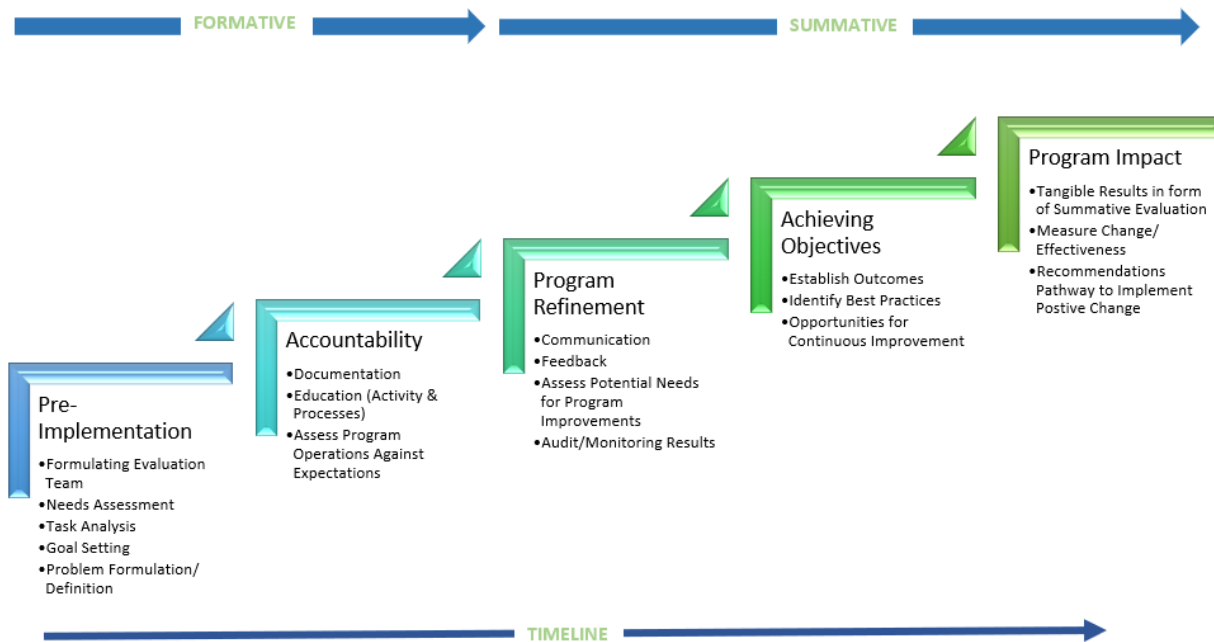 FORMATIVE
SUMMATIVE
Pre-
Implementation
•Formulating Evaluation
Team
•Needs Assessment
•Task Analysis
•Goal Setting
•Problem Formulation/
Definition
Accountability
•Documentation
•Education (Activity &
Processes)
•Assess Program
Operations Against
Expectations
Program
Refinement
•Communication
•Feedback
•Assess Potential Needs
for Program
Improvements
•Audit/Monitoring Results
Achieving
Objectives
•Establish Outcomes
•Identify Best Practices
•Opportunities for
Continuous Improvement
Program Impact
•Tangible Results in form
of Summative Evaluation
•Measure Change/
Effectiveness
•Recommendations
Pathway to Implement
Postive Change
TIMELINE